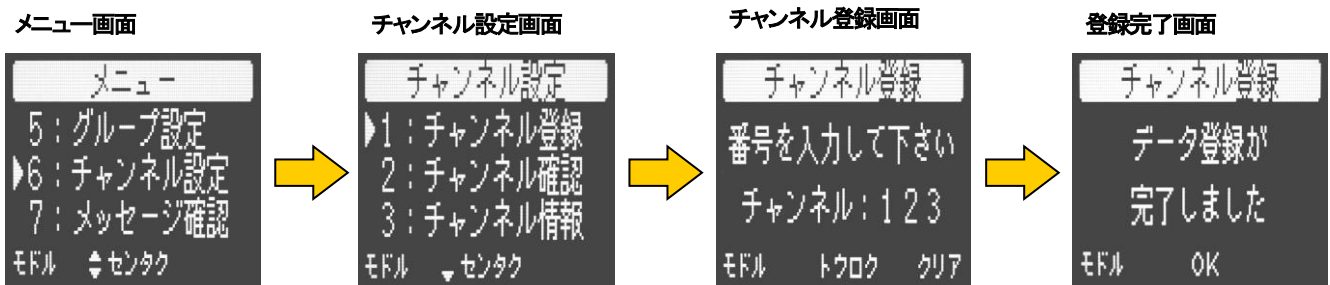 メニュー画面
メニュー
5:グループ設定
6:チャンネル設定
7:メッセージ確認
モドル センタク
チャンネル設定画面
チャンネル設定
1:チャンネル登録
2:チャンネル確認
3:チャンネル情報
モドル センタク
チャンネル登録画面
チャンネル登録
番号を入力して下さい
チャンネル:123
モドル トウロク クリア
登録完了画面
チャンネル登録
データ登録が
完了しました
モドル OK